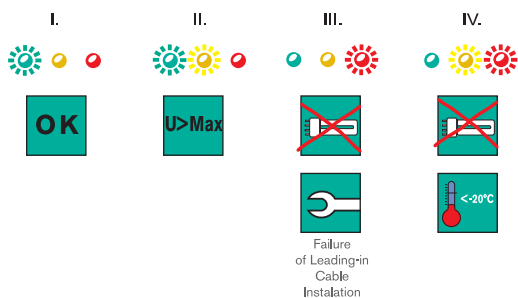 I.
II.
III.
IV.
OK
U>Max
<-20°C
Failure
of Leading-in
Cable
Instalation